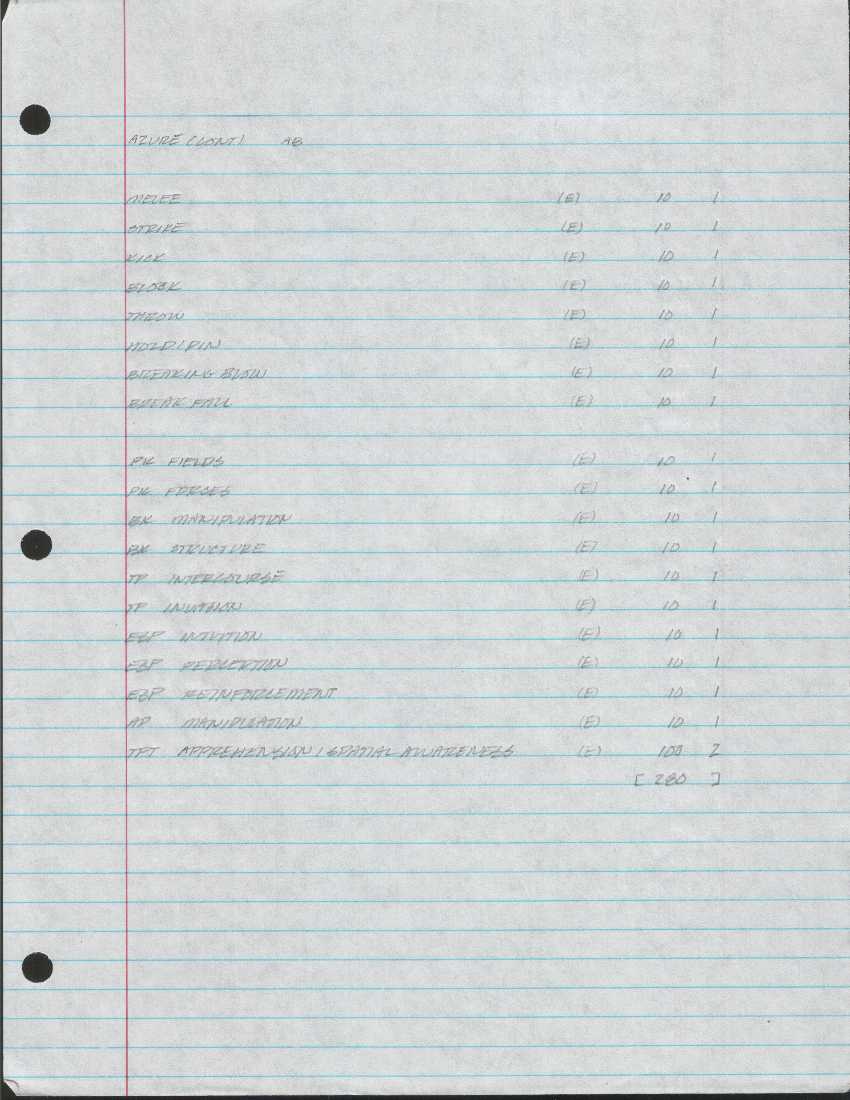 AZURE (CONT) AB
MELEE (E) 10 1
STRIKE (E) 10 1
KICK (E) 10 1
BLOCK (E) 10 1
THROW (E) 10 1
HOLD/PIN (E) 10 1
BREAKING BLOW (E) 10 1
BREAK FALL (E) 10 1
PK FIELDS (E) 10 1
PK FORCES (E) 10 1
BK MANIPULATION (E) 10 1
BK STRUCTURE (E) 10 1
TP INTERCOURSE (E) 10 1
TP (E) 10 1
ESP INTUITION (E) 10 1
ESP PERCEPTION (E) 10 1
ESP REINFORCEMENT (E) 10 1
AP MANIPULATION (E) 10 1
TPT APPREHENSION / SPATIAL AWARENESS (E) 100 2
[ 280 ]